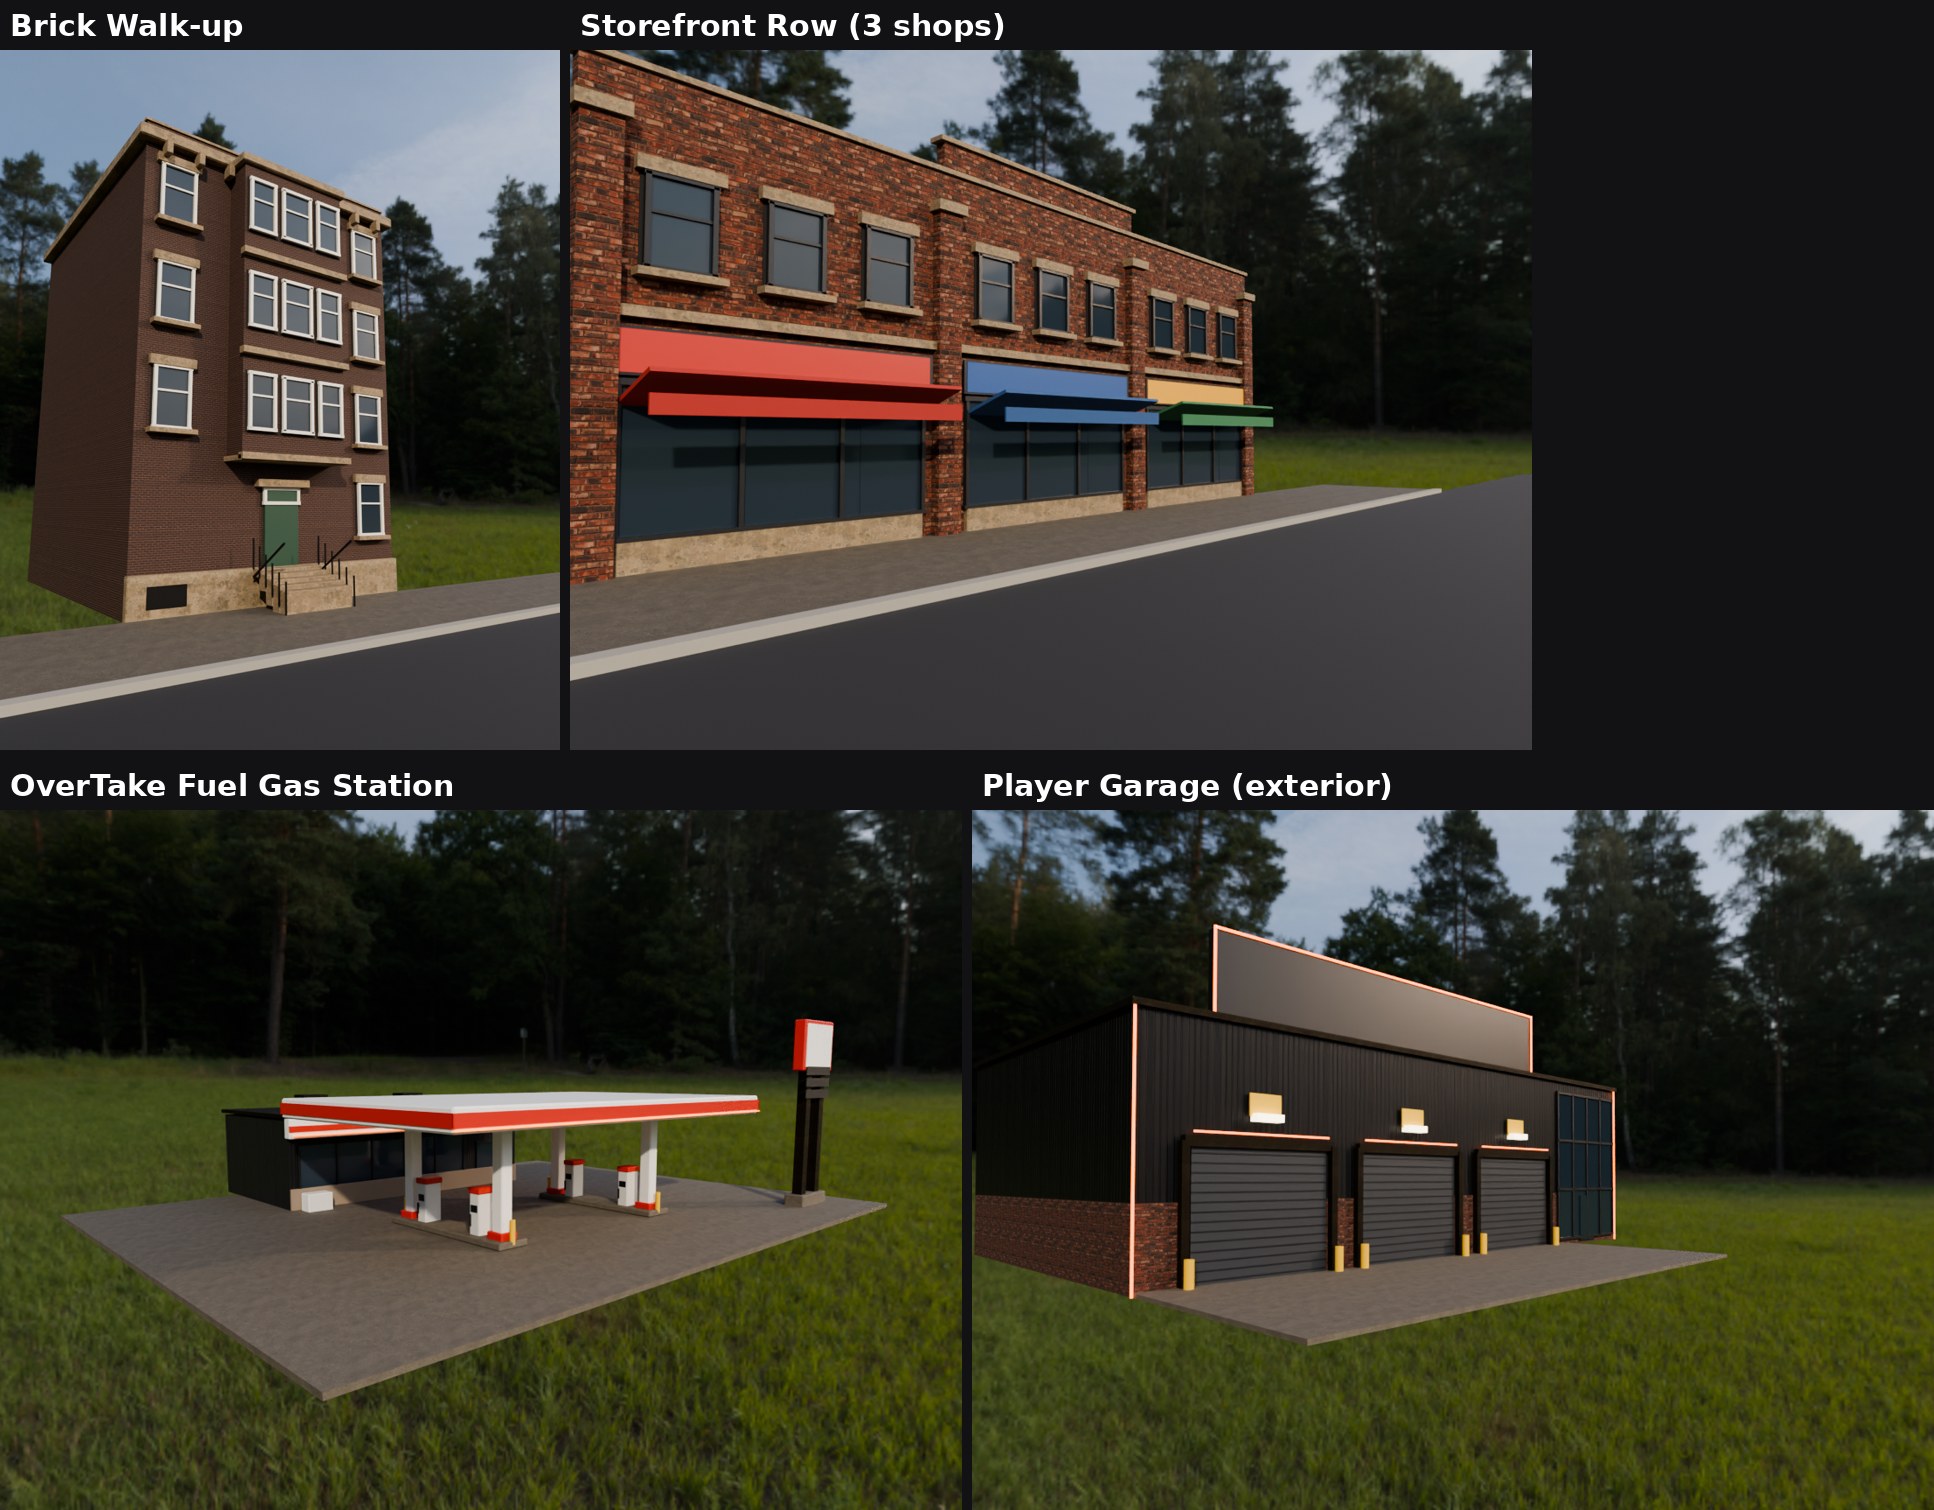 Brick Walk-up
Storefront Row (3 shops)
OverTake Fuel Gas Station
Player Garage (exterior)